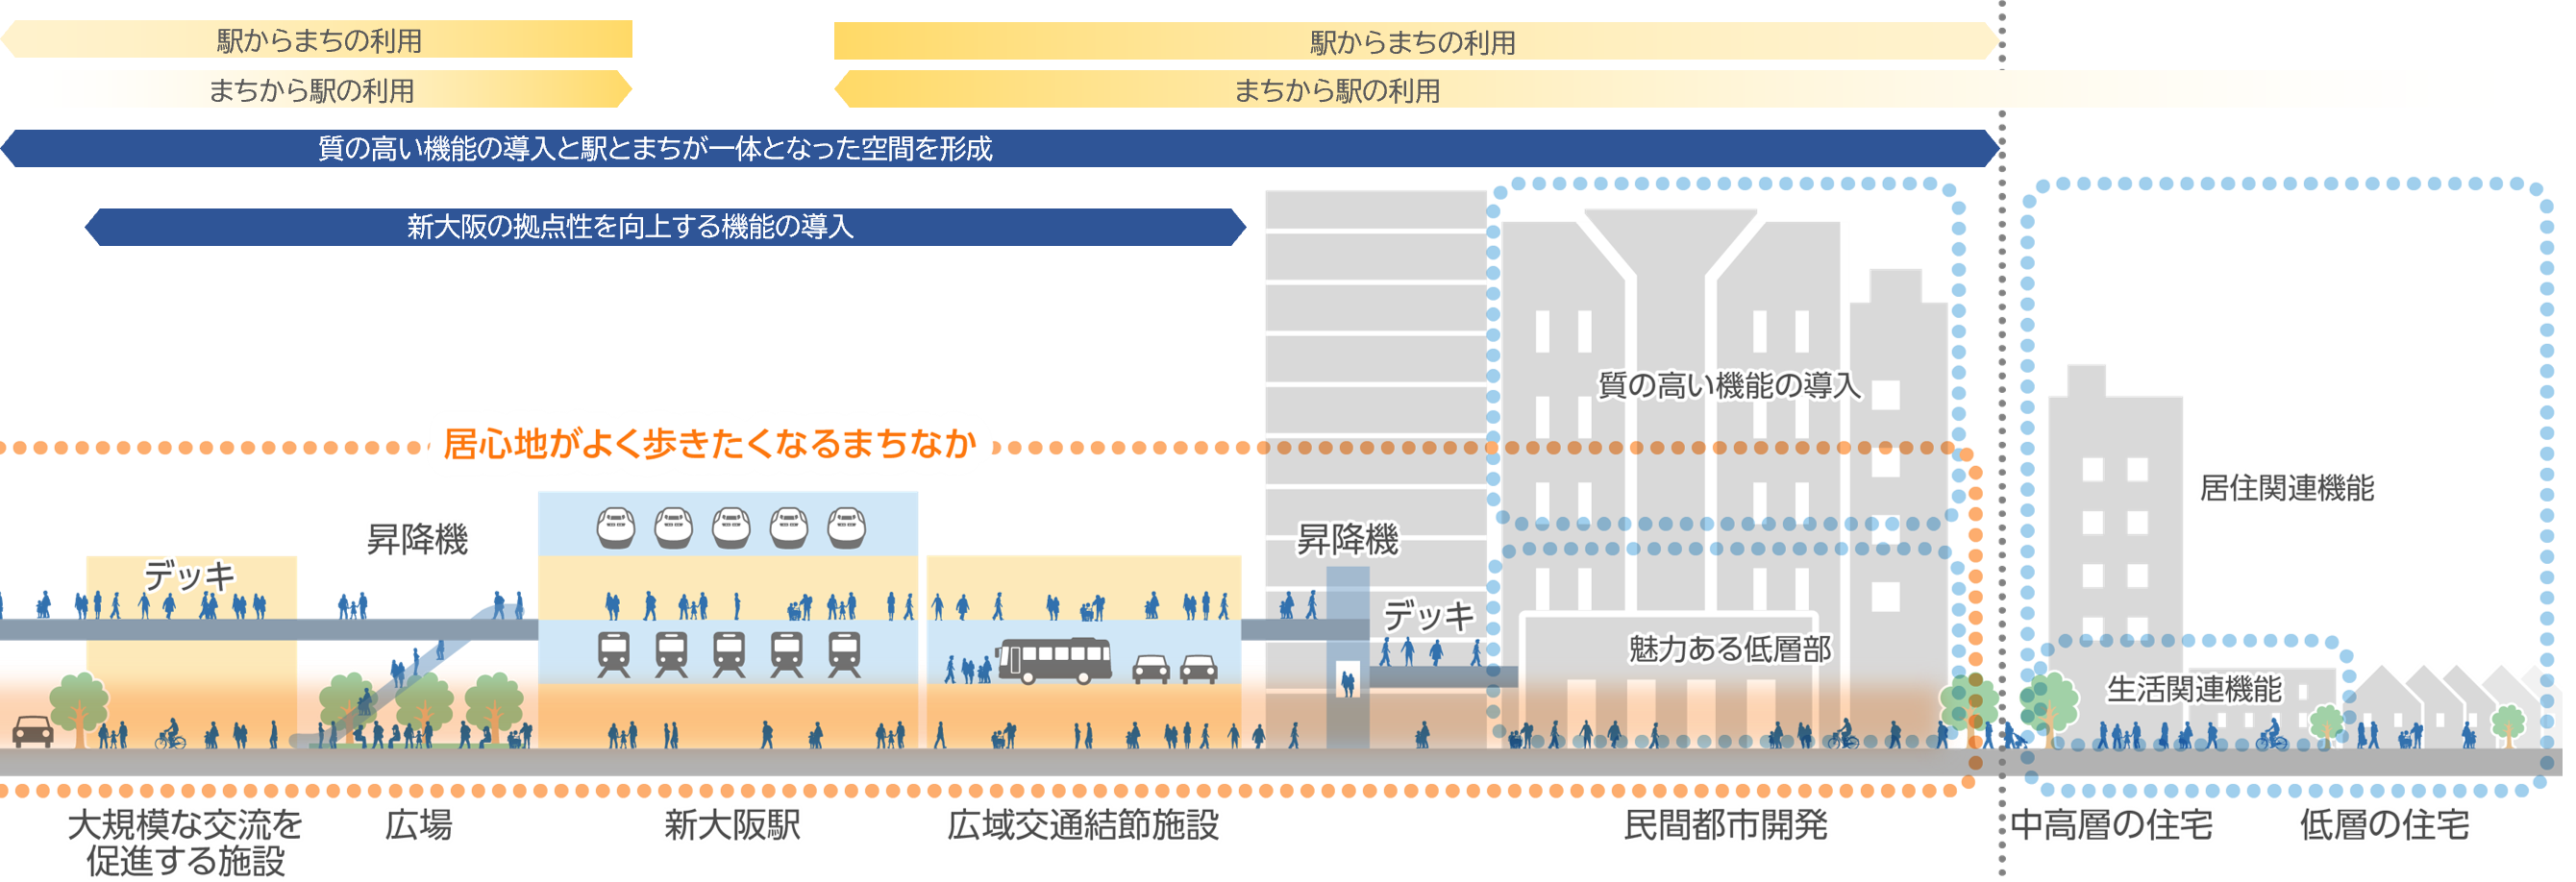 駅からまちの利用
駅からまちの利用
まちから駅の利用
まちから駅の利用
質の高い機能の導入と駅とまちが一体となった空間を形成
新大阪の拠点性を向上する機能の導入
質の高い機能の導入
居心地がよく歩きたくなるまちなか
居住関連機能
昇降機
昇降機
デッキ
デッキ
魅力ある低層部
生活関連機能
大規模な交流を
促進する施設
広場
新大阪駅
広域交通結節施設
民間都市開発
中高層の住宅
低層の住宅